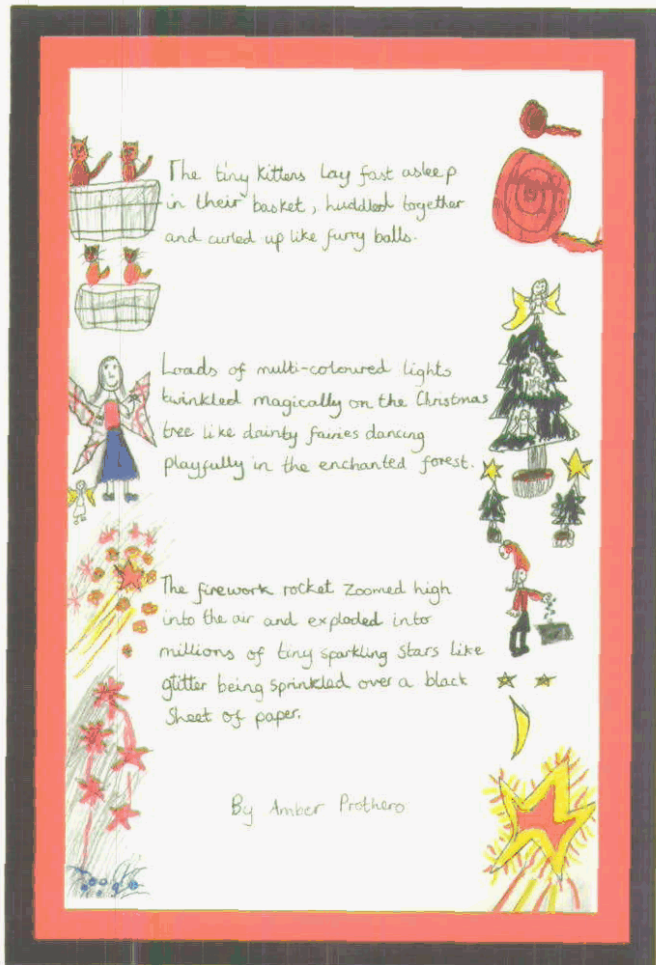 The tiny kittens lay fast asleep
in their basket, huddled together
and curled up like furry balls.
Loads of multi-coloured lights
twinkled magically on the Christmas
tree like dainty fairies dancing
playfully in the enchanted forest.
The firework rocket zoomed high
into the air and exploded into
millions of tiny sparkling stars like
glitter being sprinkled over a black
sheet of paper.
By Amber Prothero